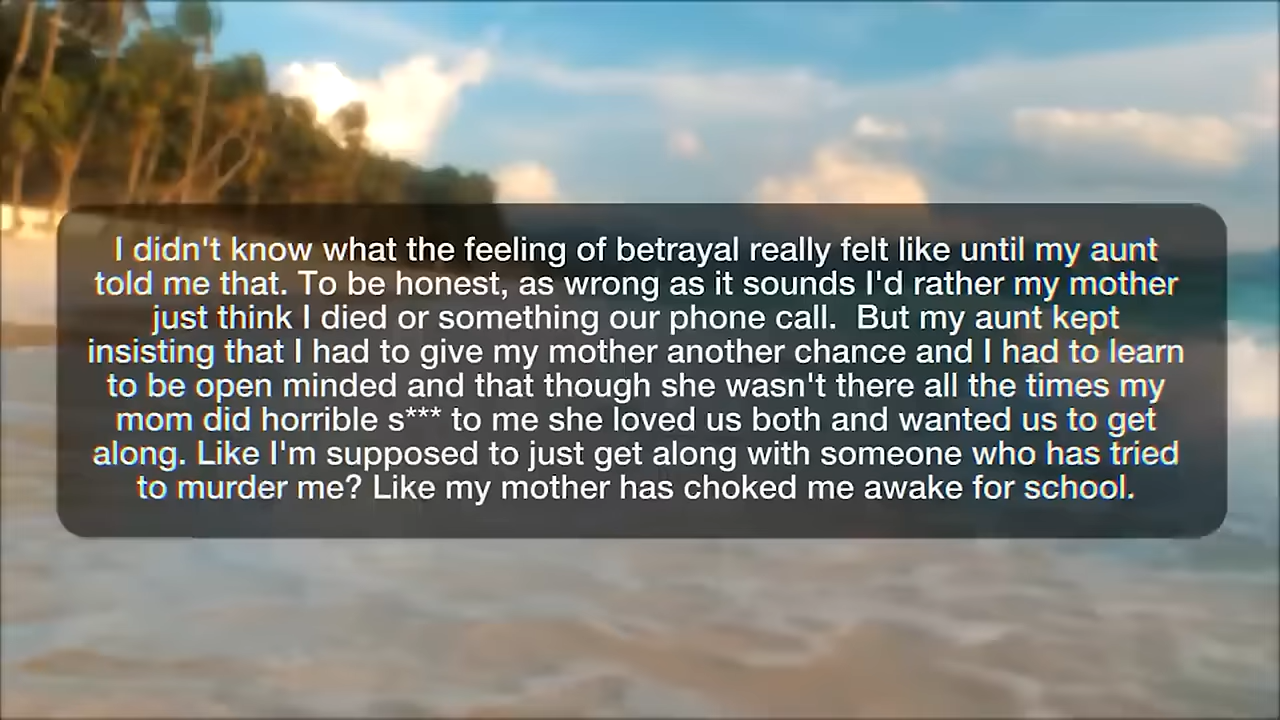 I didn't know what the feeling of betrayal really felt like until my aunt
told me that. To be honest, as wrong as it sounds I'd rather my mother
just think I died or something our phone call.  But my aunt kept
insisting that I had to give my mother another chance and I had to learn
to be open minded and that though she wasn't there all the times my
mom did horrible s*** to me she loved us both and wanted us to get
along. Like I'm supposed to just get along with someone who has tried
to murder me? Like my mother has choked me awake for school.